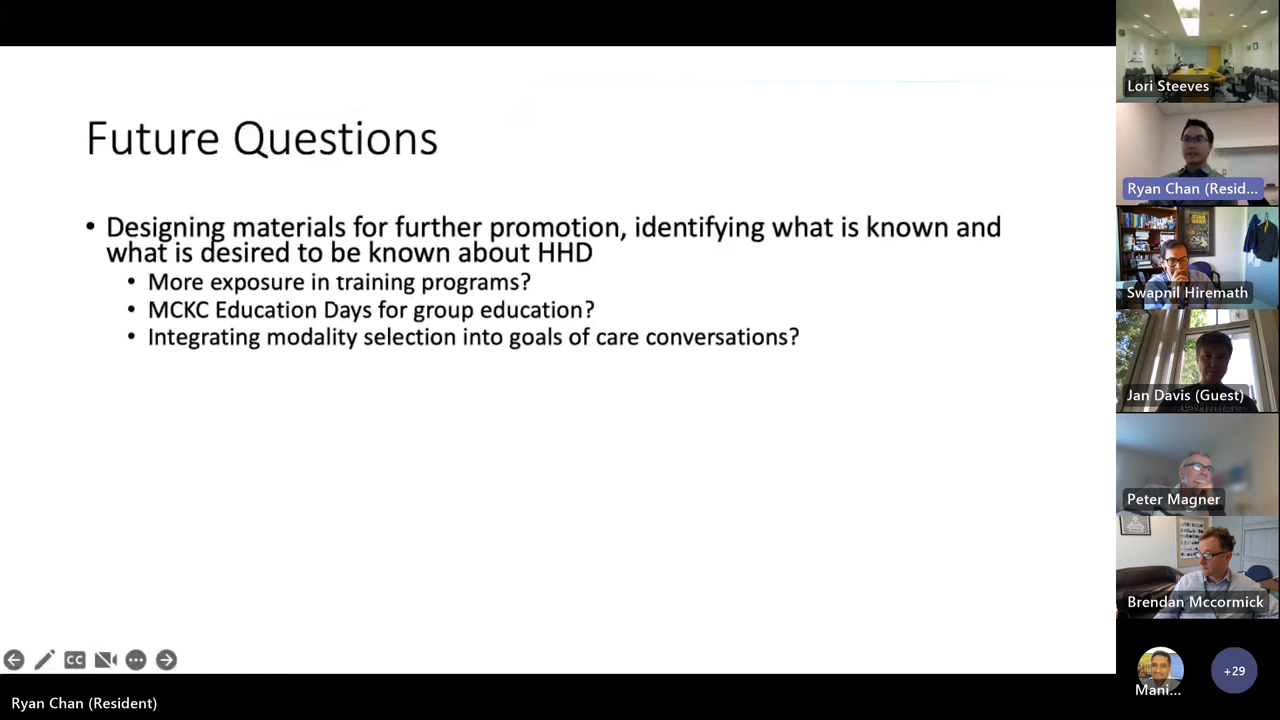 Future Questions
• Designing materials for further promotion, identifying what is known and
what is desired to be known about HHD
• More exposure in training programs?
• MCKC Education Days for group education?
• Integrating modality selection into goals of care conversations?
CC
Ryan Chan (Resident)
Lori Steeves
Ryan Chan (Resid...
Swapnil Hiremath
Jan Davis (Guest)
Peter Magner
Brendan Mccormick
Mani...
+29